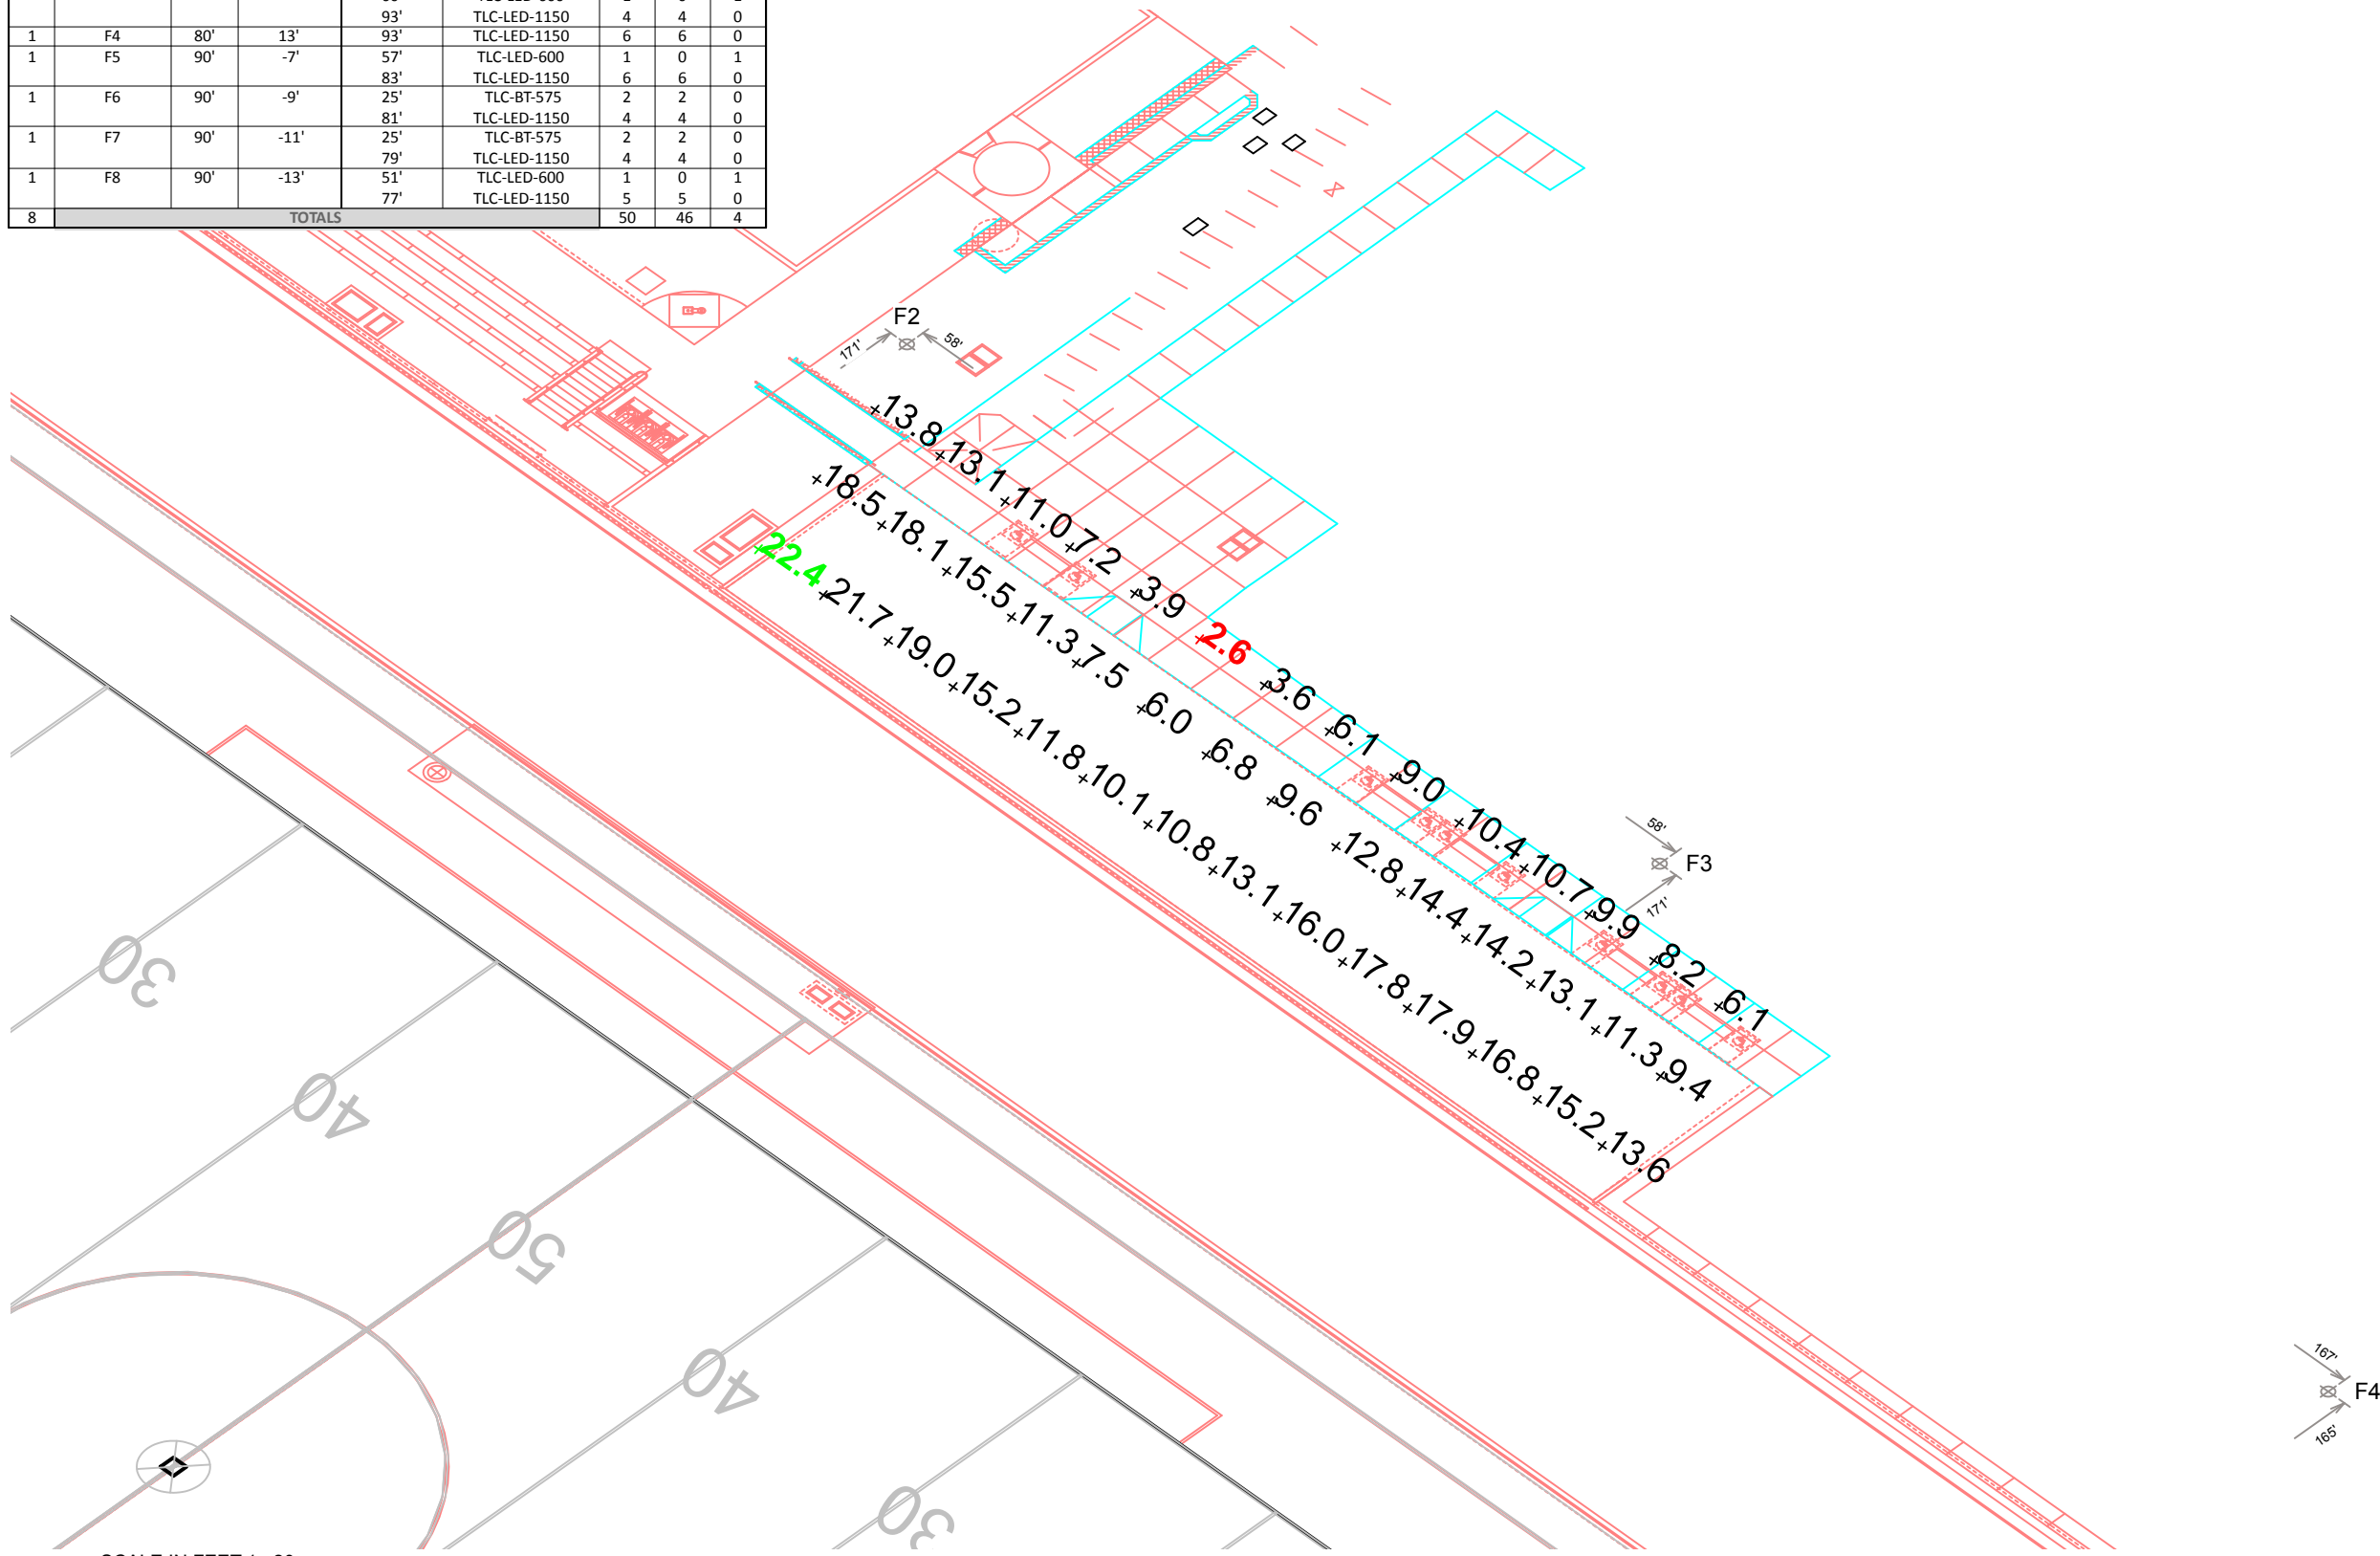 93' TLC-LED-1150 4 4 0
1 F4 80' 13' 93' TLC-LED-1150 6 6 0
1 F5 90' -7' 57' TLC-LED-600 1 0 1
83' TLC-LED-1150 6 6 0
1 F6 90' -9' 25' TLC-BT-575 2 2 0
81' TLC-LED-1150 4 4 0
1 F7 90' -11' 25' TLC-BT-575 2 2 0
79' TLC-LED-1150 4 4 0
1 F8 90' -13' 51' TLC-LED-600 1 0 1
77' TLC-LED-1150 5 5 0
8 TOTALS 50 46 4
F2
171' 58'
13.8 13.1 11.0 7.2 3.9 2.6 3.6 6.1 9.0 10.4 10.7 9.9 8.2 6.1
18.5 18.1 15.5 11.3 7.5 6.0 6.8 9.6 12.8 14.4 14.2 13.1 11.3 9.4
22.4 21.7 19.0 15.2 11.8 10.1 10.8 13.1 16.0 17.8 17.9 16.8 15.2 13.6
58'
F3
171'
30
40
50
40
30
167'
F4
165'